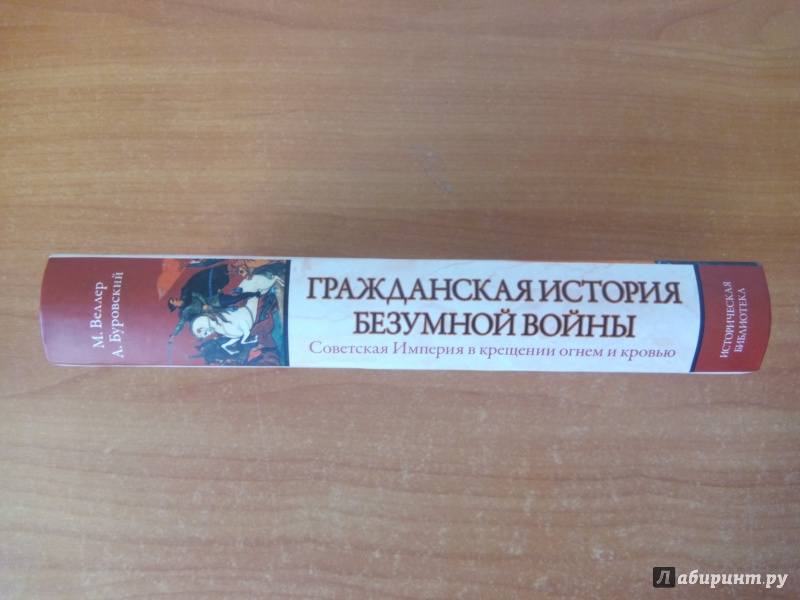 М. Веллер
А. Буровский
ГРАЖДАНСКАЯ ИСТОРИЯ
БЕЗУМНОЙ ВОЙНЫ
Советская Империя в крещении огнем и кровью
ИСТОРИЧЕСКАЯ
БИБЛИОТЕКА
Лабиринт.ру